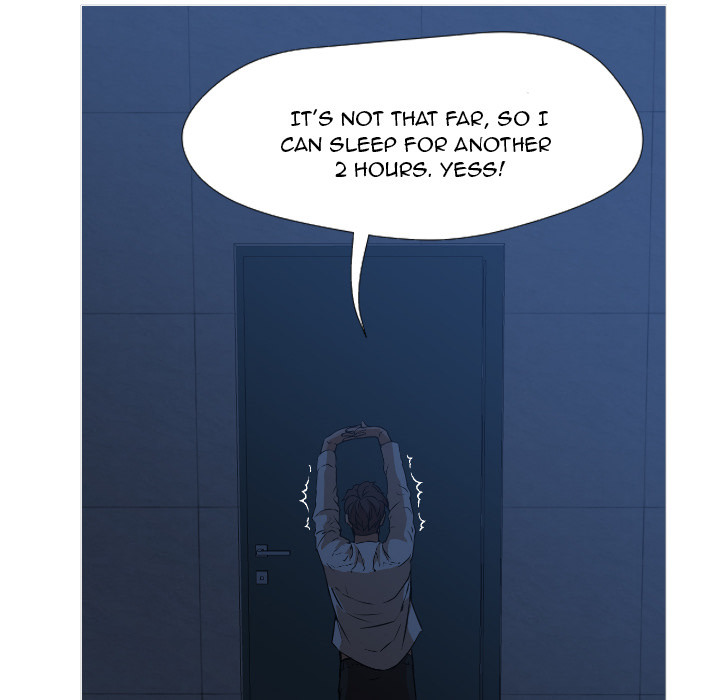 IT'S NOT THAT FAR, SO I
CAN SLEEP FOR ANOTHER
2 HOURS. YESS!